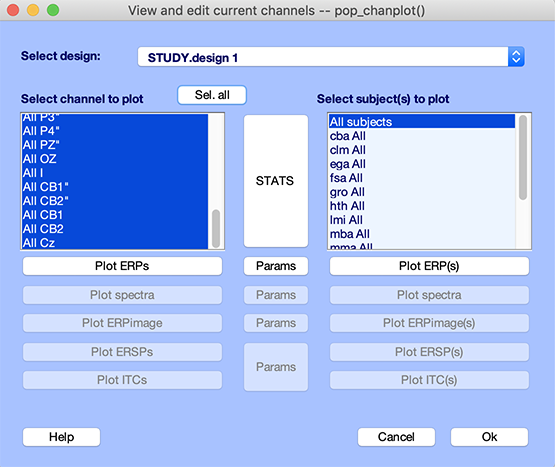 View and edit current channels -- pop_chanplot()
Select design:
STUDY.design 1
Select channel to plot
Sel. all
Select subject(s) to plot
All P3"
All P4"
All PZ"
All OZ
All I
All CB1"
All CB2"
All CB1
All CB2
All Cz
STATS
All subjects
cba All
clm All
ega All
fsa All
gro All
hth All
lmi All
mba All
mma All
Plot ERPs
Params
Plot ERP(s)
Plot spectra
Params
Plot spectra
Plot ERPimage
Params
Plot ERPimage(s)
Plot ERSPs
Params
Plot ERSP(s)
Plot ITCs
Plot ITC(s)
Help
Cancel
Ok